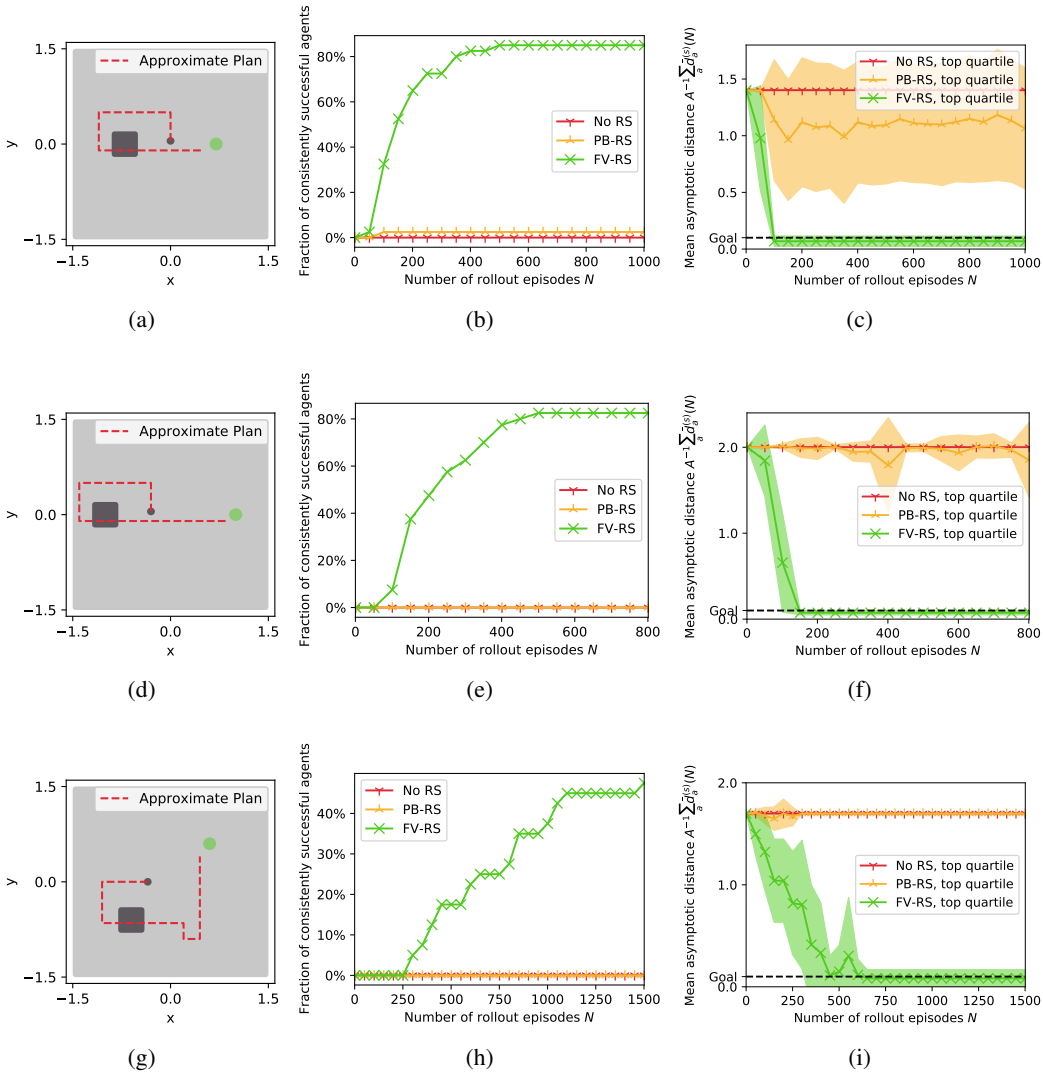 1.5
0.0
−1.5
y
−1.5
0.0
1.5
x
Approximate Plan
(a)
Fraction of consistently successful agents
80%
60%
40%
20%
0%
0
200
400
600
800
1000
Number of rollout episodes N
No RS
PB-RS
FV-RS
(b)
Mean asymptotic distance A⁻¹∑ₐd̄ₐ⁽ˢ⁾(N)
1.5
1.0
0.5
Goal
0.0
0
200
400
600
800
1000
Number of rollout episodes N
No RS, top quartile
PB-RS, top quartile
FV-RS, top quartile
(c)
1.5
0.0
−1.5
y
−1.5
0.0
1.5
x
Approximate Plan
(d)
Fraction of consistently successful agents
80%
60%
40%
20%
0%
0
200
400
600
800
Number of rollout episodes N
No RS
PB-RS
FV-RS
(e)
Mean asymptotic distance A⁻¹∑ₐd̄ₐ⁽ˢ⁾(N)
2.0
1.0
Goal
0.0
0
200
400
600
800
Number of rollout episodes N
No RS, top quartile
PB-RS, top quartile
FV-RS, top quartile
(f)
1.5
0.0
−1.5
y
−1.5
0.0
1.5
x
Approximate Plan
(g)
Fraction of consistently successful agents
40%
30%
20%
10%
0%
0
250
500
750
1000
1250
1500
Number of rollout episodes N
No RS
PB-RS
FV-RS
(h)
Mean asymptotic distance A⁻¹∑ₐd̄ₐ⁽ˢ⁾(N)
2.0
1.0
Goal
0.0
0
250
500
750
1000
1250
1500
Number of rollout episodes N
No RS, top quartile
PB-RS, top quartile
FV-RS, top quartile
(i)